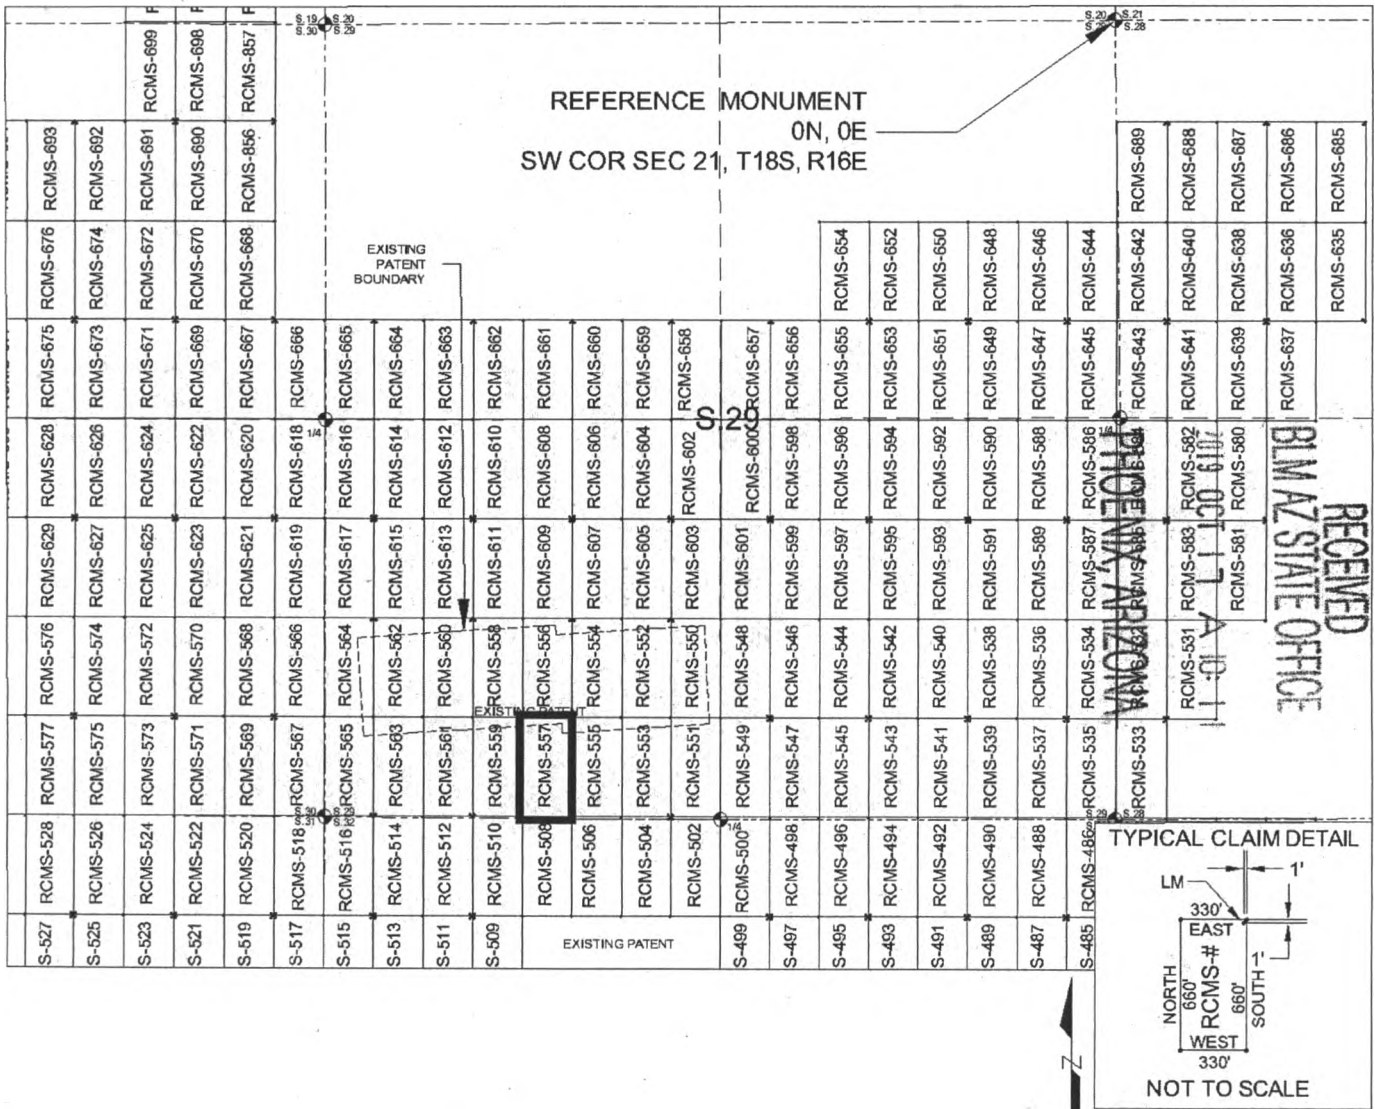 S.19 S.20
S.30 S.29
S.20 S.21
S.28
RCMS-699
RCMS-698
RCMS-857
REFERENCE MONUMENT
0N, 0E
SW COR SEC 21, T18S, R16E
RCMS-693
RCMS-692
RCMS-691
RCMS-690
RCMS-856
RCMS-689
RCMS-688
RCMS-687
RCMS-686
RCMS-685
EXISTING
PATENT
BOUNDARY
RCMS-676
RCMS-674
RCMS-672
RCMS-670
RCMS-668
RCMS-654
RCMS-652
RCMS-650
RCMS-648
RCMS-646
RCMS-644
RCMS-642
RCMS-640
RCMS-638
RCMS-636
RCMS-635
RCMS-675
RCMS-673
RCMS-671
RCMS-669
RCMS-667
RCMS-666
RCMS-665
RCMS-664
RCMS-663
RCMS-662
RCMS-661
RCMS-660
RCMS-659
RCMS-658
RCMS-657
RCMS-656
RCMS-655
RCMS-653
RCMS-651
RCMS-649
RCMS-647
RCMS-645
RCMS-643
RCMS-641
RCMS-639
RCMS-637
S.29
1/4
1/4
RCMS-628
RCMS-626
RCMS-624
RCMS-622
RCMS-620
RCMS-618
RCMS-616
RCMS-614
RCMS-612
RCMS-610
RCMS-608
RCMS-606
RCMS-604
RCMS-602
RCMS-600
RCMS-598
RCMS-596
RCMS-594
RCMS-592
RCMS-590
RCMS-588
RCMS-586
RCMS-582
RCMS-580
RECEIVED
BLM AZ STATE OFFICE
2019 OCT 17 A 10: 11
PHOENIX, ARIZONA
RCMS-629
RCMS-627
RCMS-625
RCMS-623
RCMS-621
RCMS-619
RCMS-617
RCMS-615
RCMS-613
RCMS-611
RCMS-609
RCMS-607
RCMS-605
RCMS-603
RCMS-601
RCMS-599
RCMS-597
RCMS-595
RCMS-593
RCMS-591
RCMS-589
RCMS-587
RCMS-583
RCMS-581
RCMS-576
RCMS-574
RCMS-572
RCMS-570
RCMS-568
RCMS-566
RCMS-564
RCMS-562
RCMS-560
RCMS-558
RCMS-556
RCMS-554
RCMS-552
RCMS-550
RCMS-548
RCMS-546
RCMS-544
RCMS-542
RCMS-540
RCMS-538
RCMS-536
RCMS-534
RCMS-531
EXISTING PATENT
RCMS-577
RCMS-575
RCMS-573
RCMS-571
RCMS-569
RCMS-567
RCMS-565
RCMS-563
RCMS-561
RCMS-559
RCMS-557
RCMS-555
RCMS-553
RCMS-551
RCMS-549
RCMS-547
RCMS-545
RCMS-543
RCMS-541
RCMS-539
RCMS-537
RCMS-535
RCMS-533
1/4
S.29 S.28
RCMS-528
RCMS-526
RCMS-524
RCMS-522
RCMS-520
RCMS-518
RCMS-516
RCMS-514
RCMS-512
RCMS-510
RCMS-508
RCMS-506
RCMS-504
RCMS-502
RCMS-500
RCMS-498
RCMS-496
RCMS-494
RCMS-492
RCMS-490
RCMS-488
RCMS-486
S-527
S-525
S-523
S-521
S-519
S-517
S-515
S-513
S-511
S-509
EXISTING PATENT
S-499
S-497
S-495
S-493
S-491
S-489
S-487
S-485
TYPICAL CLAIM DETAIL
1'
LM
330'
EAST
NORTH
660'
RCMS-#
660'
SOUTH
1'
WEST
330'
NOT TO SCALE
N